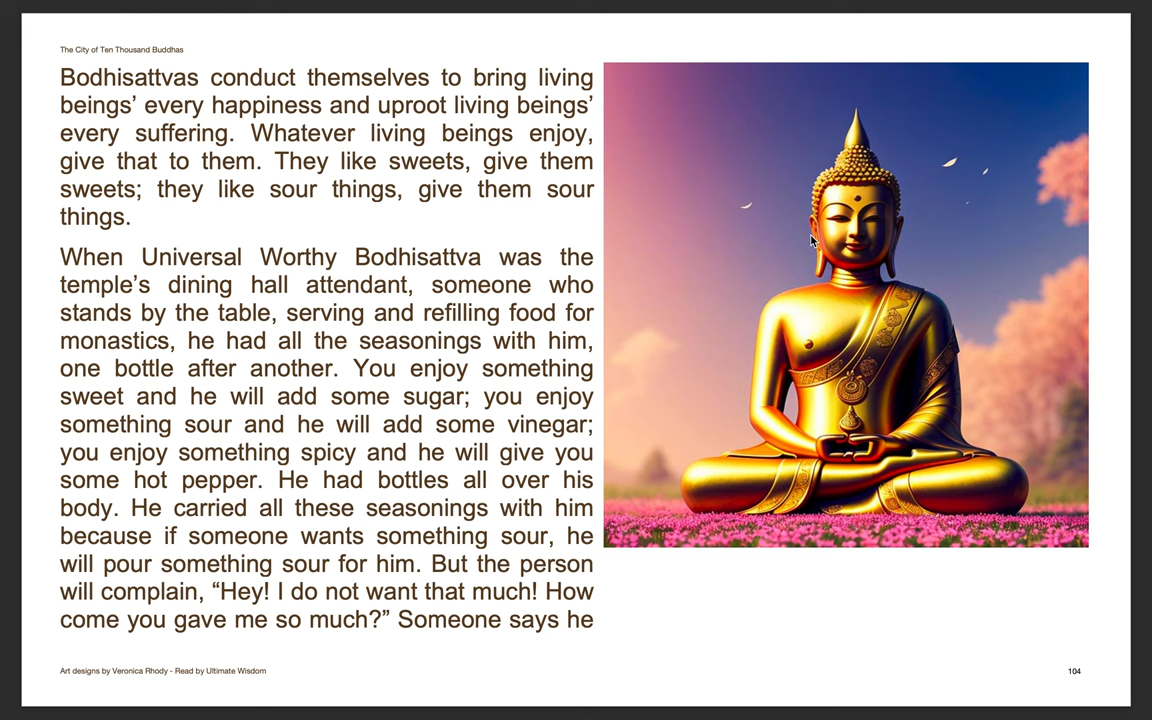 The City of Ten Thousand Buddhas
Bodhisattvas conduct themselves to bring living
beings’ every happiness and uproot living beings’
every suffering. Whatever living beings enjoy,
give that to them. They like sweets, give them
sweets; they like sour things, give them sour
things.
When Universal Worthy Bodhisattva was the
temple’s dining hall attendant, someone who
stands by the table, serving and refilling food for
monastics, he had all the seasonings with him,
one bottle after another. You enjoy something
sweet and he will add some sugar; you enjoy
something sour and he will add some vinegar;
you enjoy something spicy and he will give you
some hot pepper. He had bottles all over his
body. He carried all these seasonings with him
because if someone wants something sour, he
will pour something sour for him. But the person
will complain, “Hey! I do not want that much! How
come you gave me so much?” Someone says he
Art designs by Veronica Rhody - Read by Ultimate Wisdom
104